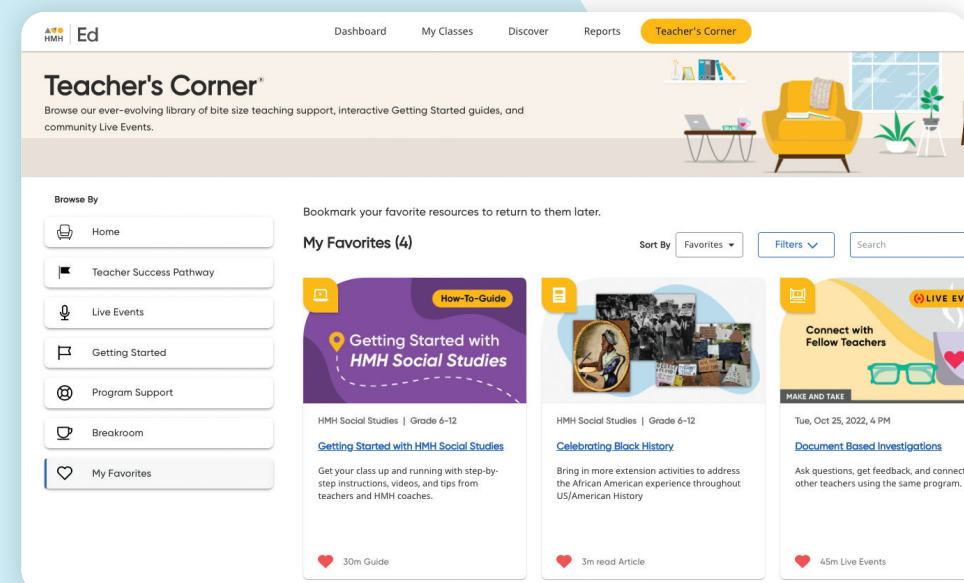 HMH Ed
Dashboard My Classes Discover Reports Teacher's Corner
Teacher's Corner®
Browse our ever-evolving library of bite size teaching support, interactive Getting Started guides, and
community Live Events.
Browse By
Home
Teacher Success Pathway
Live Events
Getting Started
Program Support
Breakroom
My Favorites
Bookmark your favorite resources to return to them later.
My Favorites (4)
Sort By Favorites Filters Search
How-To-Guide
Getting Started with
HMH Social Studies
HMH Social Studies | Grade 6-12
Getting Started with HMH Social Studies
Get your class up and running with step-by-
step instructions, videos, and tips from
teachers and HMH coaches.
30m Guide
HMH Social Studies | Grade 6-12
Celebrating Black History
Bring in more extension activities to address
the African American experience throughout
US/American History
3m read Article
LIVE EV
Connect with
Fellow Teachers
MAKE AND TAKE
Tue, Oct 25, 2022, 4 PM
Document Based Investigations
Ask questions, get feedback, and connect
other teachers using the same program.
45m Live Events